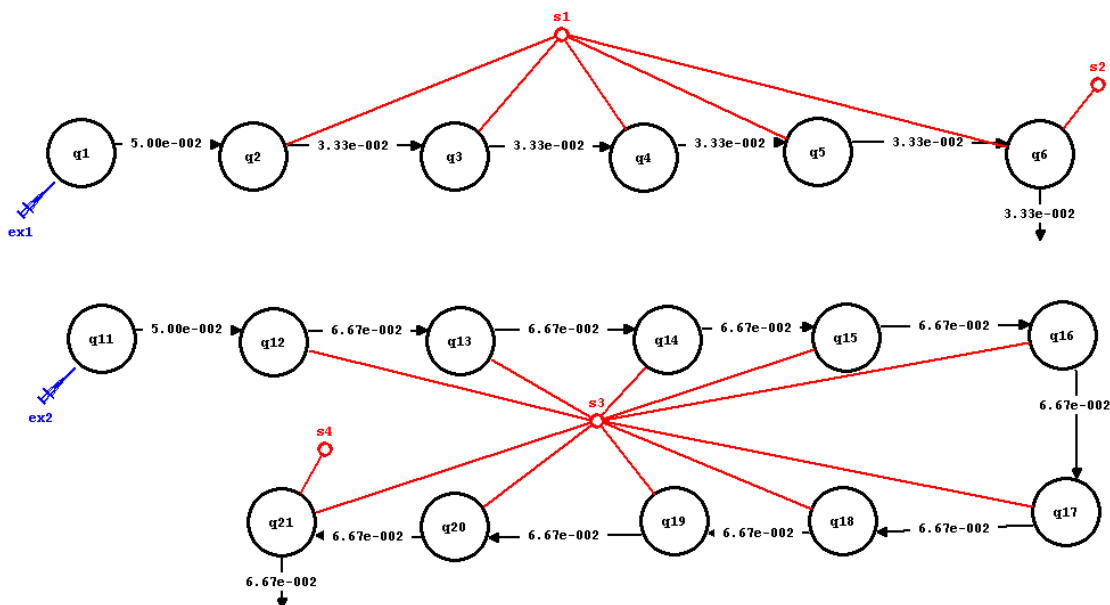 s1
s2
q1 5.00e-002 q2 3.33e-002 q3 3.33e-002 q4 3.33e-002 q5 3.33e-002 q6
ex1
3.33e-002
q11 5.00e-002 q12 6.67e-002 q13 6.67e-002 q14 6.67e-002 q15 6.67e-002 q16
ex2
s3
6.67e-002
s4
q21 6.67e-002 q20 6.67e-002 q19 6.67e-002 q18 6.67e-002 q17
6.67e-002